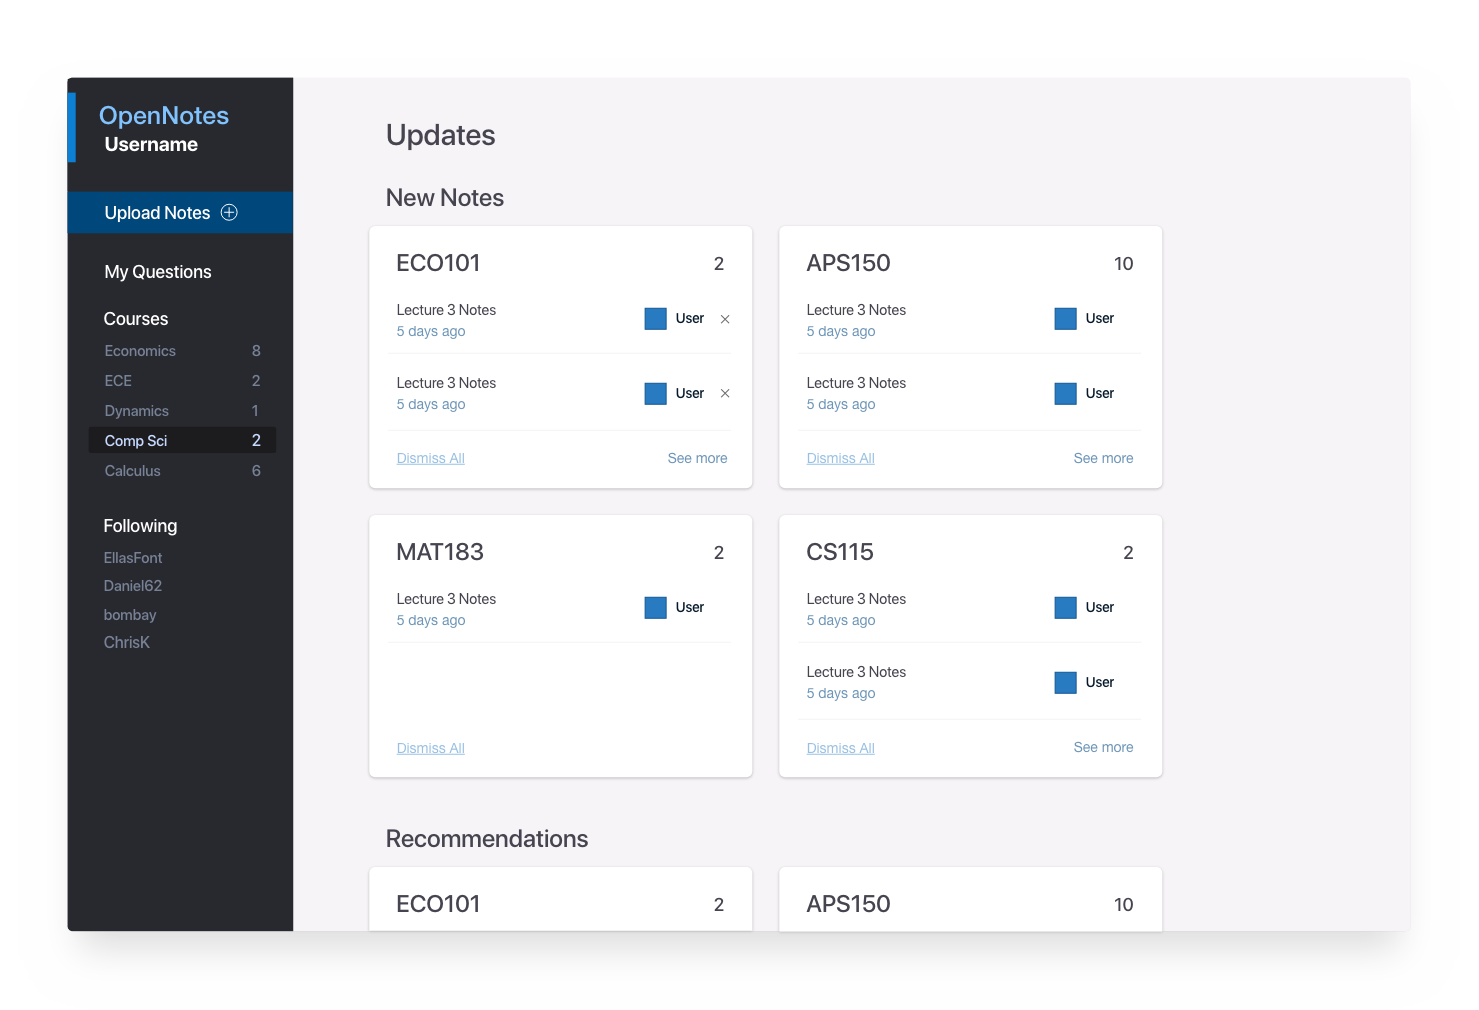 OpenNotes
Username
Upload Notes
My Questions
Courses
Economics 8
ECE 2
Dynamics 1
Comp Sci 2
Calculus 6
Following
EllasFont
Daniel62
bombay
ChrisK
Updates
New Notes
ECO101 2
Lecture 3 Notes
5 days ago
User
Lecture 3 Notes
5 days ago
User
Dismiss All See more
APS150 10
Lecture 3 Notes
5 days ago
User
Lecture 3 Notes
5 days ago
User
Dismiss All See more
MAT183 2
Lecture 3 Notes
5 days ago
User
Dismiss All
CS115 2
Lecture 3 Notes
5 days ago
User
Lecture 3 Notes
5 days ago
User
Dismiss All See more
Recommendations
ECO101 2
APS150 10